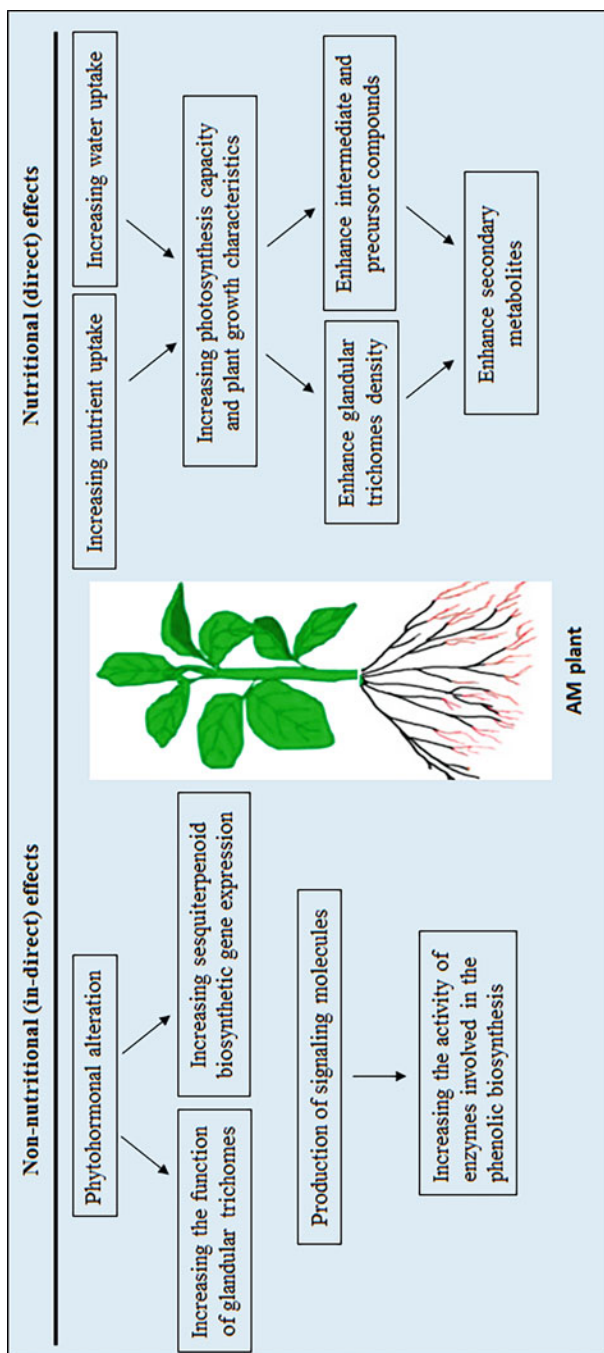 Non-nutritional (in-direct) effects
Phytohormonal alteration
Increasing the function
of glandular trichomes
Increasing sesquiterpenoid
biosynthetic gene expression
Production of signaling molecules
Increasing the activity of
enzymes involved in the
phenolic biosynthesis
AM plant
Nutritional (direct) effects
Increasing nutrient uptake
Increasing water uptake
Increasing photosynthesis capacity
and plant growth characteristics
Enhance glandular
trichomes density
Enhance intermediate and
precursor compounds
Enhance secondary
metabolites